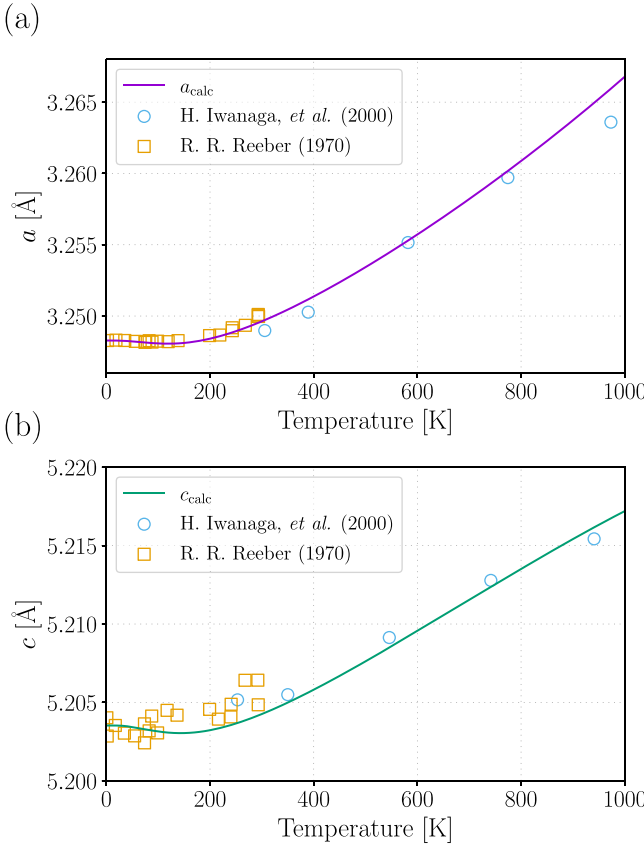 (a)
a [Å]
3.265
3.260
3.255
3.250
a_calc
H. Iwanaga, et al. (2000)
R. R. Reeber (1970)
0 200 400 600 800 1000
Temperature [K]
(b)
c [Å]
5.220
5.215
5.210
5.205
5.200
c_calc
H. Iwanaga, et al. (2000)
R. R. Reeber (1970)
0 200 400 600 800 1000
Temperature [K]